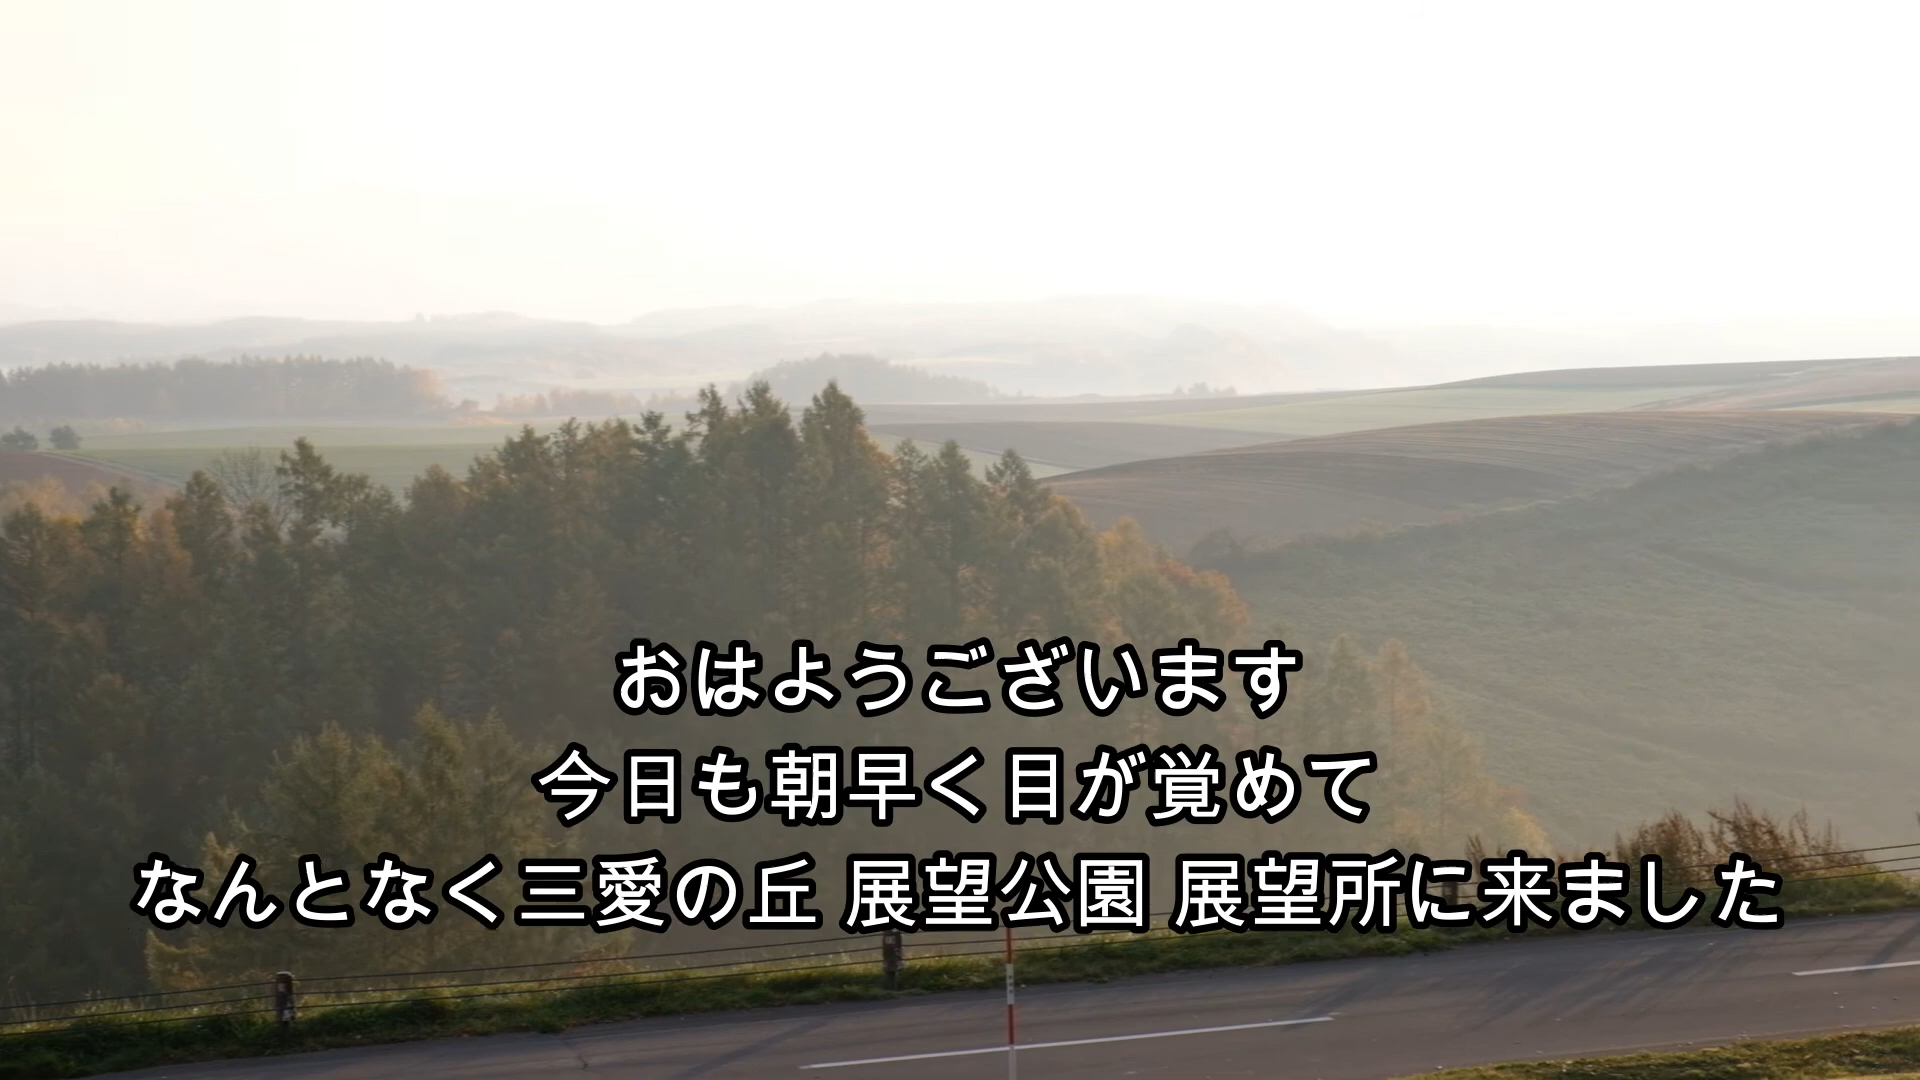 おはようございます
今日も朝早く目が覚めて
なんとなく三愛の丘 展望公園 展望所に来ました